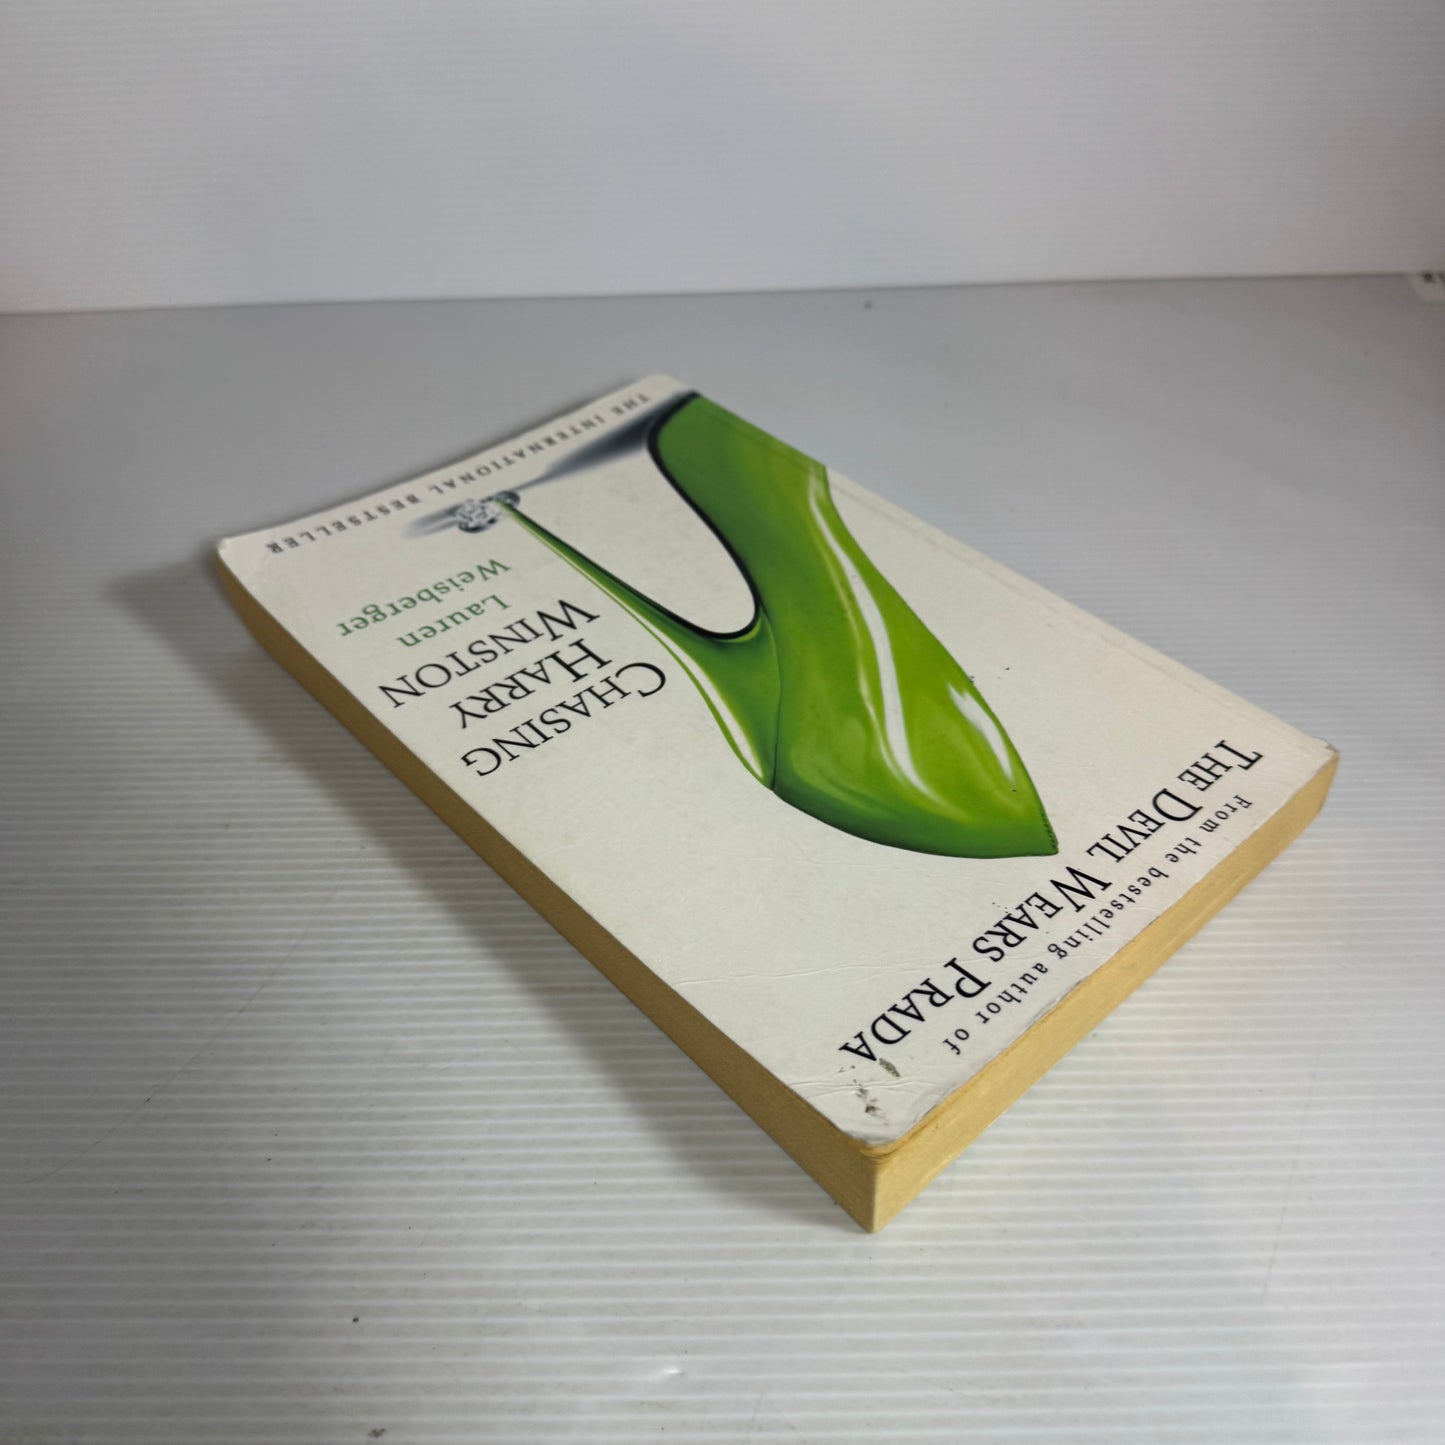 From the bestselling author of
THE DEVIL WEARS PRADA
CHASING
HARRY
WINSTON
Lauren
Weisberger
THE INTERNATIONAL BESTSELLER